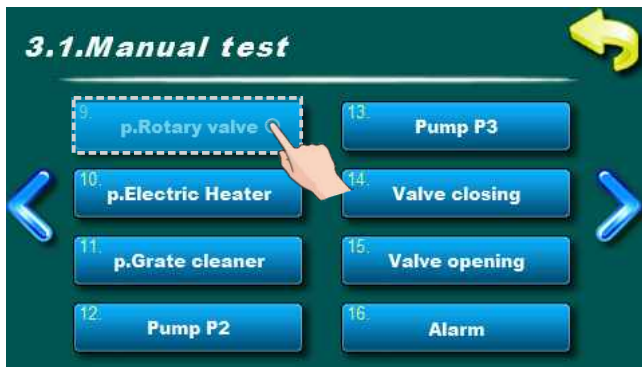 3.1.Manual test
9.
p.Rotary valve
10.
p.Electric Heater
11.
p.Grate cleaner
12.
Pump P2
13.
Pump P3
14.
Valve closing
15.
Valve opening
16.
Alarm